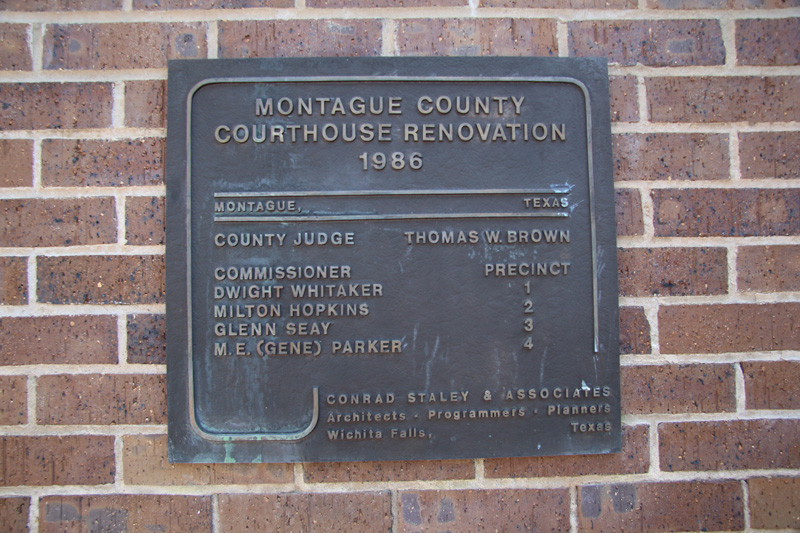 MONTAGUE COUNTY
COURTHOUSE RENOVATION
1986
MONTAGUE, TEXAS
COUNTY JUDGE THOMAS W. BROWN
COMMISSIONER PRECINCT
DWIGHT WHITAKER 1
MILTON HOPKINS 2
GLENN SEAY 3
M.E. (GENE) PARKER 4
CONRAD STALEY & ASSOCIATES
Architects · Programmers · Planners
Wichita Falls, Texas